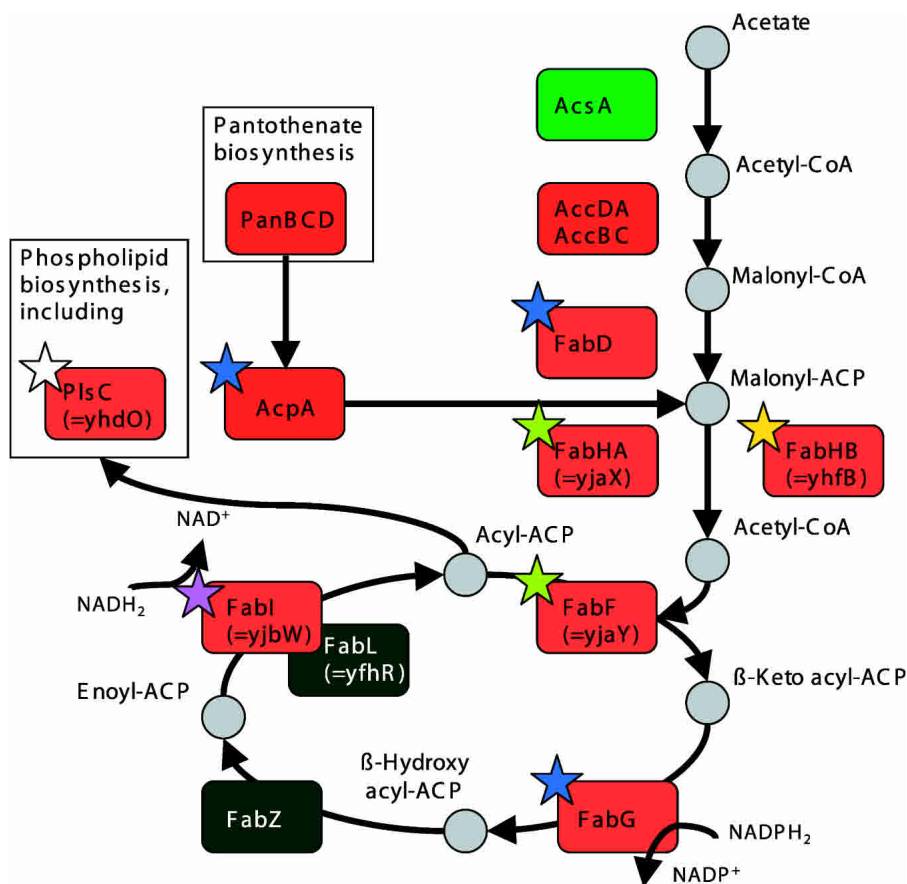 Acetate
AcsA
Pantothenate
biosynthesis
PanBCD
Acetyl-CoA
AccDA
AccBC
Phospholipid
biosynthesis,
including
Malonyl-CoA
FabD
PlsC
(=yhdO)
AcpA
Malonyl-ACP
FabHA
(=yjaX)
FabHB
(=yhfB)
NAD+
Acyl-ACP
Acetyl-CoA
NADH2
FabI
(=yjbW)
FabF
(=yjaY)
FabL
(=yfhR)
Enoyl-ACP
ß-Keto acyl-ACP
ß-Hydroxy
acyl-ACP
FabZ
FabG
NADPH2
NADP+